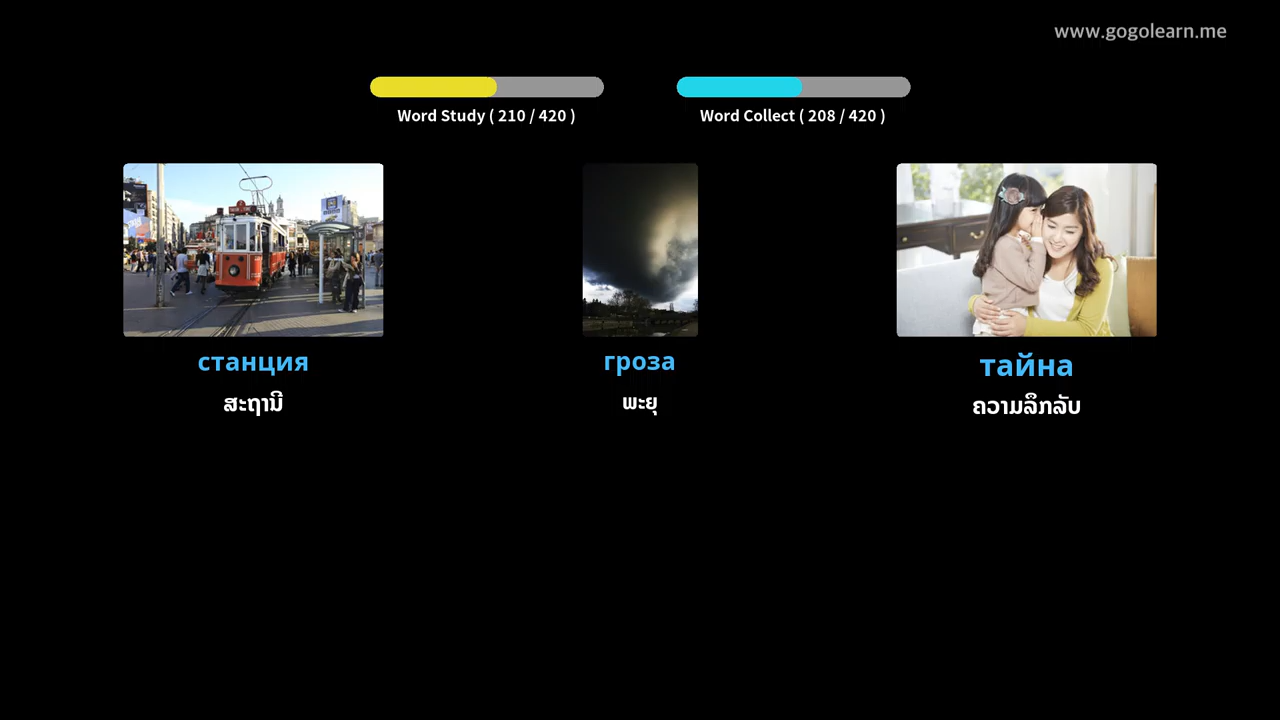 www.gogolearn.me
Word Study ( 210 / 420 )
Word Collect ( 208 / 420 )
станция
гроза
тайна
ສະຖານີ
ພະຍຸ
ຄວາມລຶກລັບ